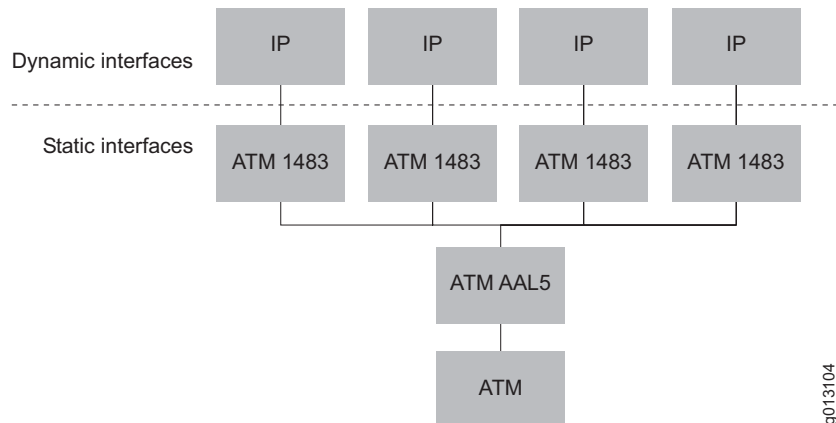 IP IP IP IP
Dynamic interfaces
Static interfaces
ATM 1483 ATM 1483 ATM 1483 ATM 1483
ATM AAL5
ATM
g013104